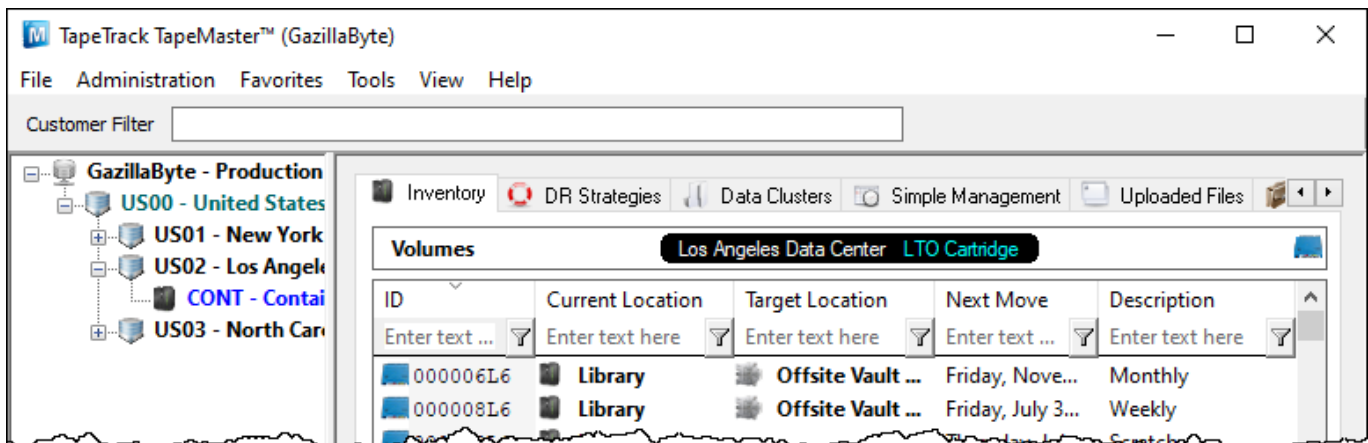 TapeTrack TapeMaster™ (GazillaByte)
File Administration Favorites Tools View Help
Customer Filter
GazillaByte - Production
US00 - United States
US01 - New York
US02 - Los Angele
CONT - Contai
US03 - North Car
Inventory DR Strategies Data Clusters Simple Management Uploaded Files
Volumes Los Angeles Data Center LTO Cartridge
ID Current Location Target Location Next Move Description
Enter text ... Enter text here Enter text here Enter text ... Enter text here
000006L6 Library Offsite Vault ... Friday, Nove... Monthly
000008L6 Library Offsite Vault ... Friday, July 3... Weekly